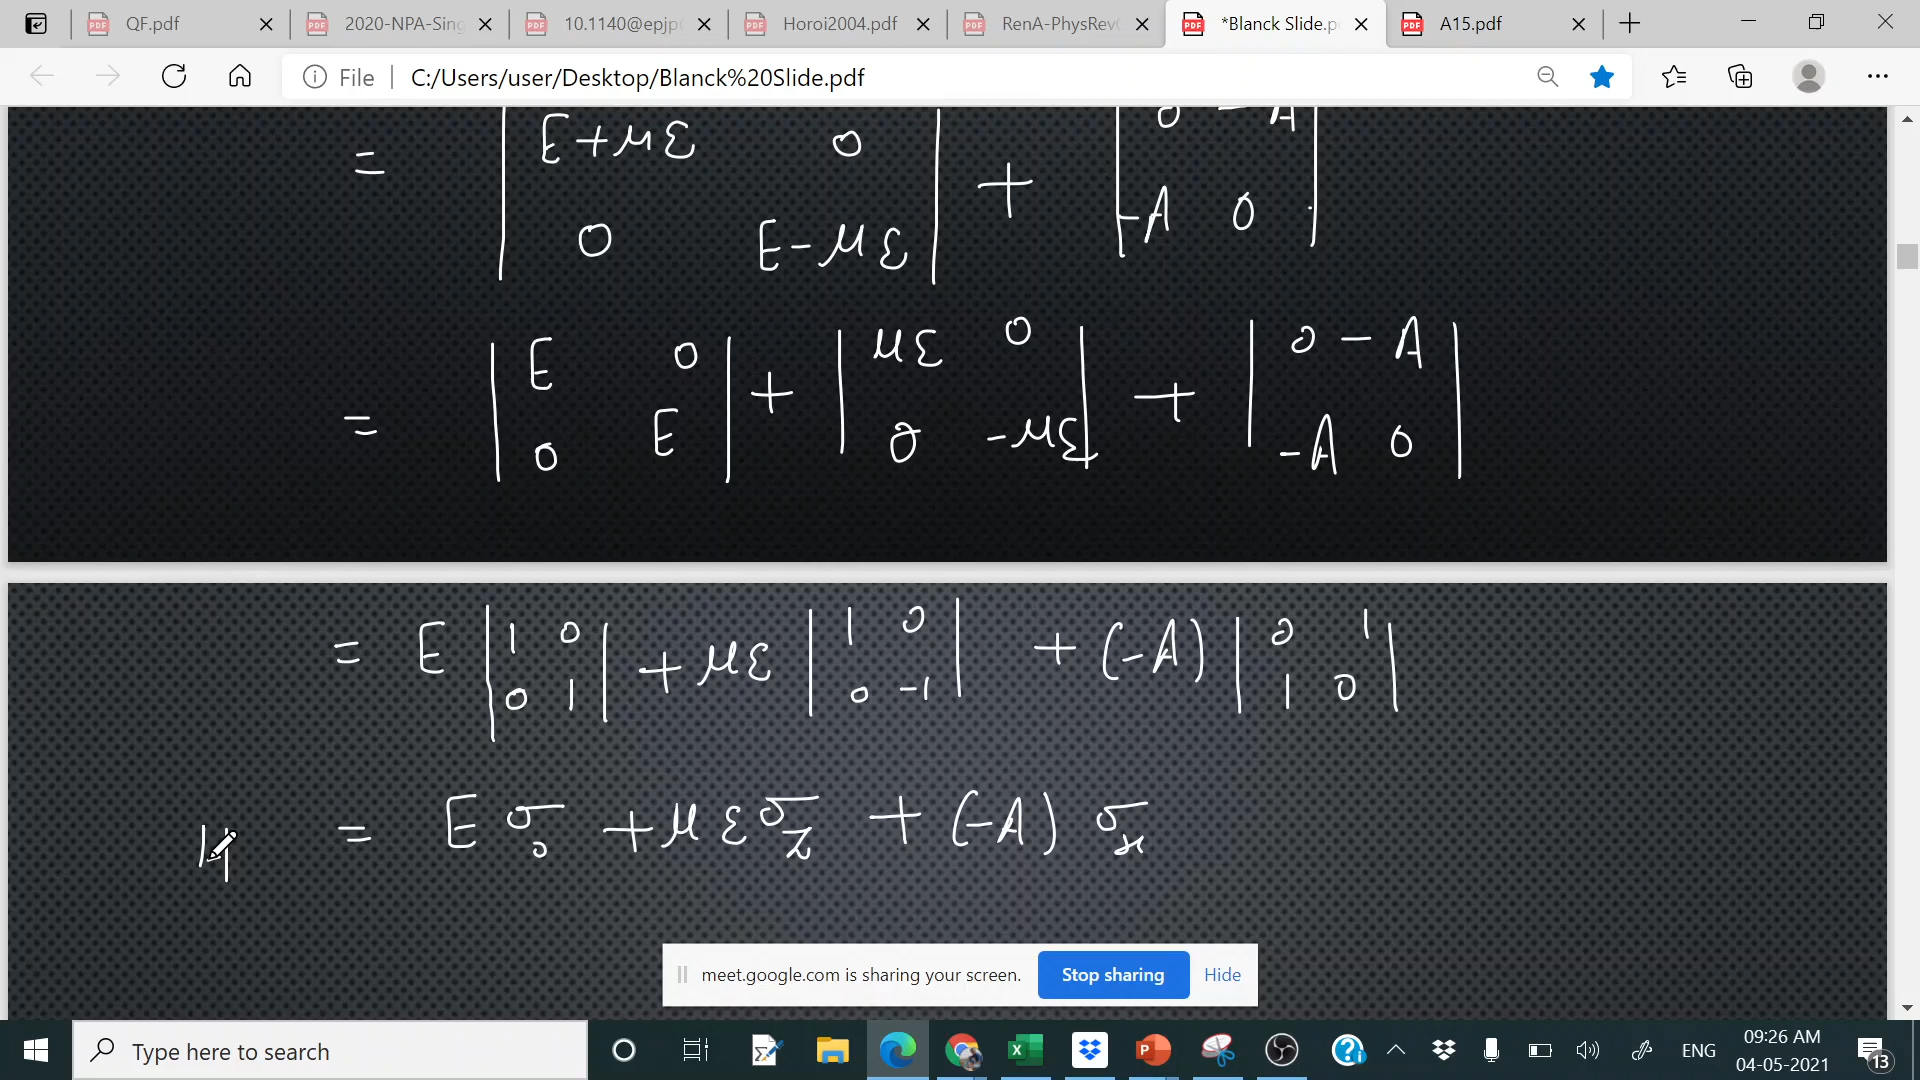 QF.pdf 2020-NPA-Sing 10.1140@epjp Horoi2004.pdf RenA-PhysRev *Blanck Slide.p A15.pdf
File C:/Users/user/Desktop/Blanck%20Slide.pdf
= | E+με 0 | + | 0 -A |
| 0 E-με | | -A 0 |
= | E 0 | + | με 0 | + | 0 -A |
| 0 E | | 0 -με | | -A 0 |
= E | 1 0 | + με | 1 0 | + (-A) | 0 1 |
| 0 1 | | 0 -1 | | 1 0 |
H = E σ₀ + μ ε σ_z + (-A) σ_x
meet.google.com is sharing your screen. Stop sharing Hide
Type here to search
ENG
09:26 AM
04-05-2021
13